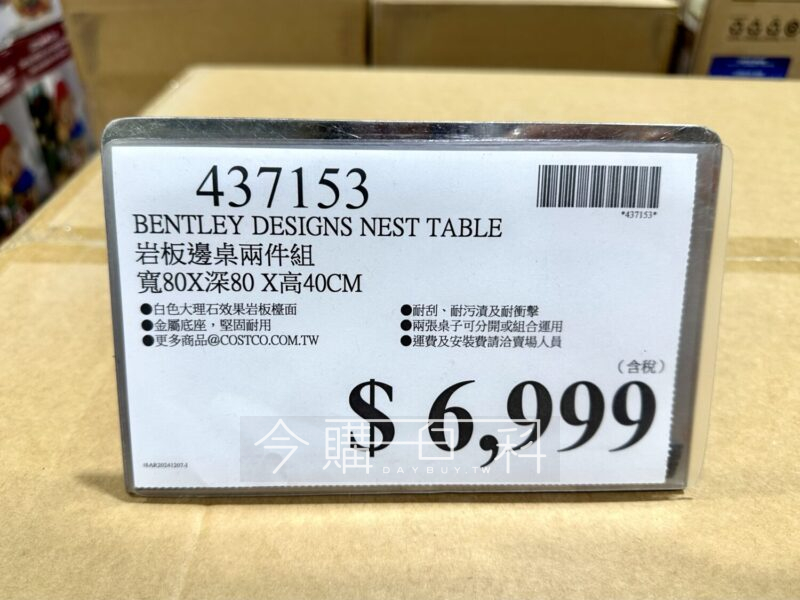 437153
*437153*
BENTLEY DESIGNS NEST TABLE
岩板邊桌兩件組
寬80X深80 X高40CM
●白色大理石效果岩板檯面
●金屬底座，堅固耐用
●更多商品@COSTCO.COM.TW
●耐刮、耐污漬及耐衝擊
●兩張桌子可分開或組合運用
●運費及安裝費請洽賣場人員
(含稅)
$ 6,999
今購百科
DAYBUY.TW